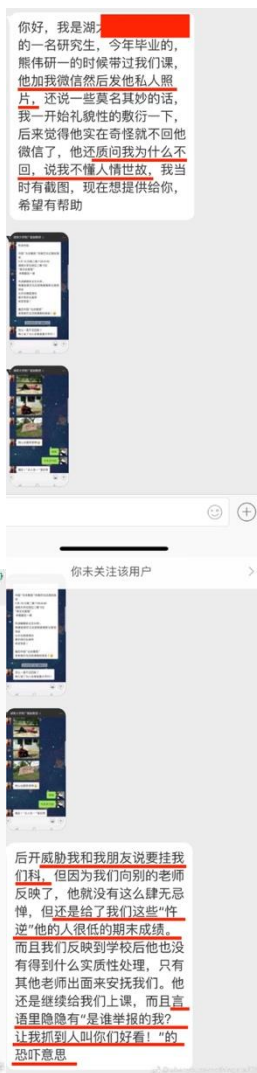 你好，我是湖大
的一名研究生，今年毕业的，
熊伟研一的时候带过我们课，
他加我微信然后发他私人照
片，还说一些莫名其妙的话，
我一开始礼貌性的敷衍一下，
后来觉得他实在奇怪就不回他
微信了，他还质问我为什么不
回，说我不懂人情世故，我当
时有截图，现在想提供给你，
希望有帮助
你未关注该用户
后开威胁我和我朋友说要挂我
们科，但因为我们向别的老师
反映了，他就没有这么肆无忌
惮，但还是给了我们这些“忤
逆”他的人很低的期末成绩。
而且我们反映到学校后他也没
有得到什么实质性处理，只有
其他老师出面来安抚我们。他
还是继续给我们上课，而且言
语里隐隐有“是谁举报的我？
让我抓到人叫你们好看！”的
恐吓意思